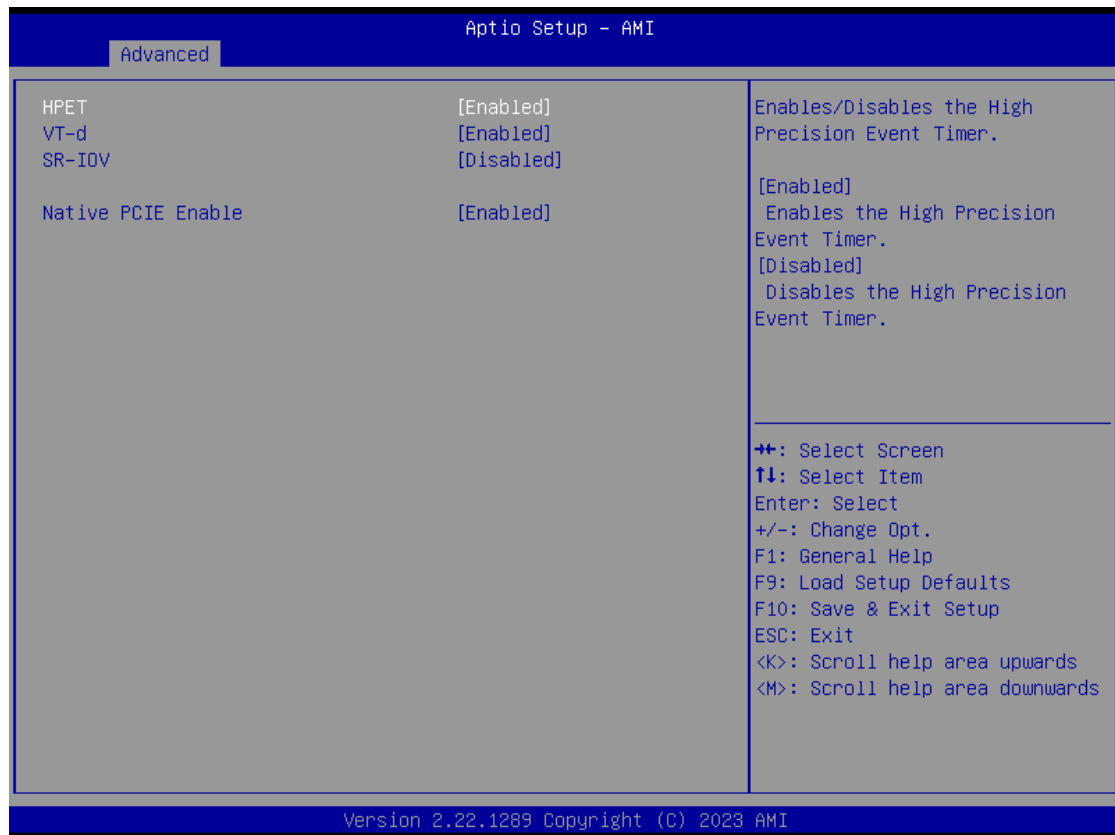 Aptio Setup – AMI
Advanced
HPET [Enabled]
VT-d [Enabled]
SR-IOV [Disabled]
Native PCIE Enable [Enabled]
Enables/Disables the High
Precision Event Timer.
[Enabled]
Enables the High Precision
Event Timer.
[Disabled]
Disables the High Precision
Event Timer.
→←: Select Screen
↑↓: Select Item
Enter: Select
+/-: Change Opt.
F1: General Help
F9: Load Setup Defaults
F10: Save & Exit Setup
ESC: Exit
<K>: Scroll help area upwards
<M>: Scroll help area downwards
Version 2.22.1289 Copyright (C) 2023 AMI